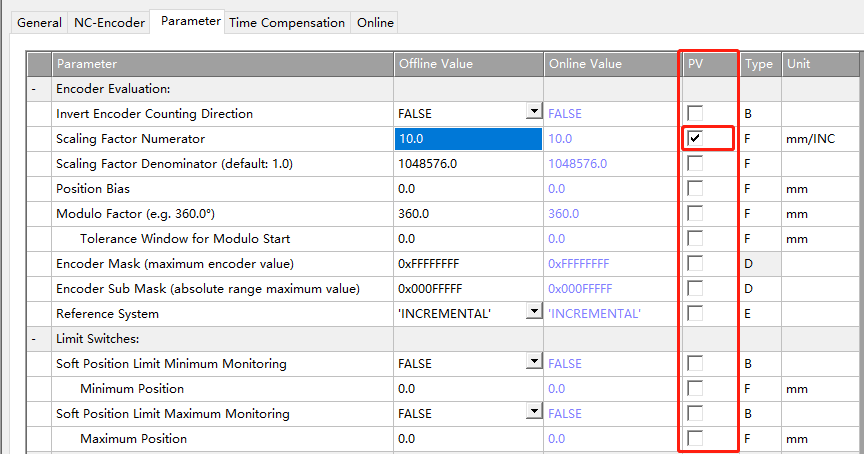 General NC-Encoder Parameter Time Compensation Online
Parameter Offline Value Online Value PV Type Unit
- Encoder Evaluation:
Invert Encoder Counting Direction FALSE FALSE B
Scaling Factor Numerator 10.0 10.0 F mm/INC
Scaling Factor Denominator (default: 1.0) 1048576.0 1048576.0 F
Position Bias 0.0 0.0 F mm
Modulo Factor (e.g. 360.0°) 360.0 360.0 F mm
Tolerance Window for Modulo Start 0.0 0.0 F mm
Encoder Mask (maximum encoder value) 0xFFFFFFFF 0xFFFFFFFF D
Encoder Sub Mask (absolute range maximum value) 0x000FFFFF 0x000FFFFF D
Reference System 'INCREMENTAL' 'INCREMENTAL' E
- Limit Switches:
Soft Position Limit Minimum Monitoring FALSE FALSE B
Minimum Position 0.0 0.0 F mm
Soft Position Limit Maximum Monitoring FALSE FALSE B
Maximum Position 0.0 0.0 F mm